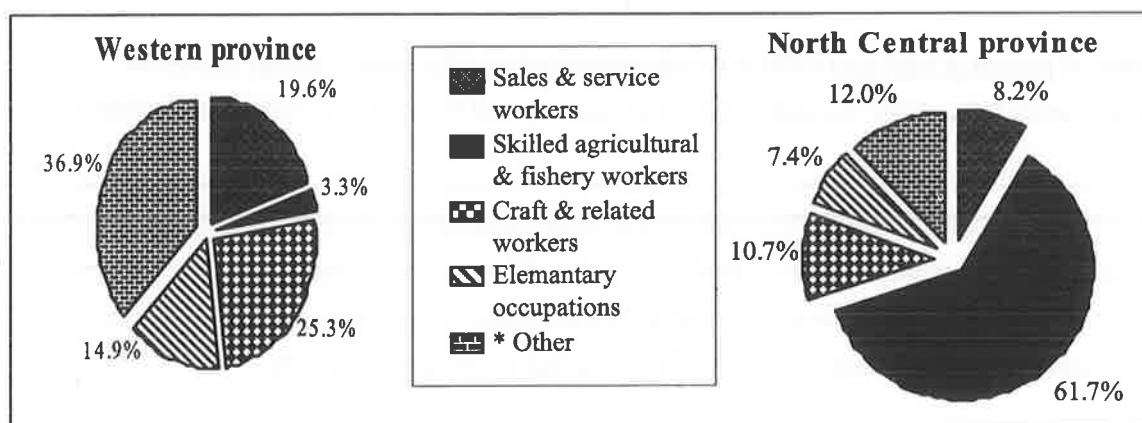 Western province
19.6%
36.9%
3.3%
25.3%
14.9%
Sales & service
workers
Skilled agricultural
& fishery workers
Craft & related
workers
Elemantary
occupations
* Other
North Central province
12.0%
8.2%
7.4%
10.7%
61.7%